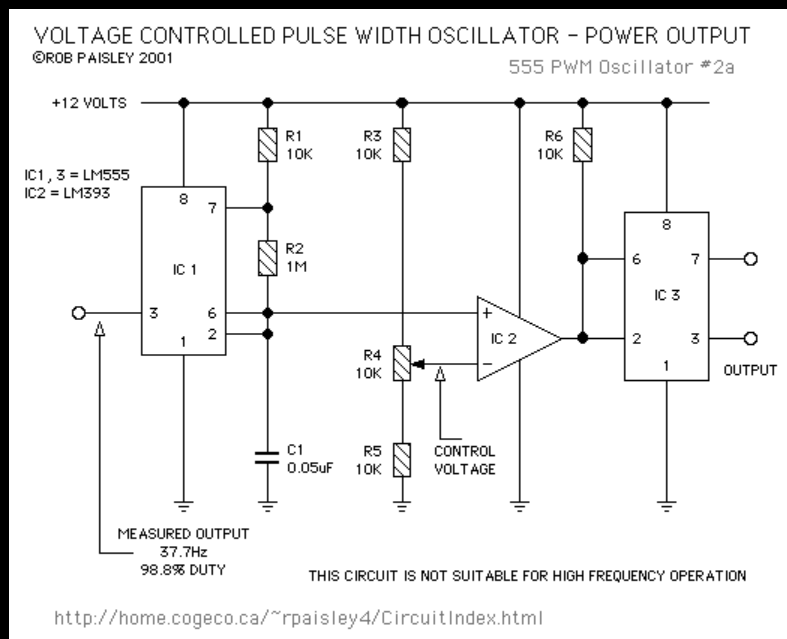 VOLTAGE CONTROLLED PULSE WIDTH OSCILLATOR - POWER OUTPUT
©ROB PAISLEY 2001
555 PWM Oscillator #2a
+12 VOLTS
R1
10K
R3
10K
R6
10K
IC1, 3 = LM555
IC2 = LM393
8
7
IC 1
3
6
2
1
R2
1M
R4
10K
+
IC 2
-
8
6
7
IC 3
2
3
1
OUTPUT
C1
0.05uF
R5
10K
CONTROL
VOLTAGE
MEASURED OUTPUT
37.7Hz
98.8% DUTY
THIS CIRCUIT IS NOT SUITABLE FOR HIGH FREQUENCY OPERATION
http://home.cogeco.ca/~rpaisley4/CircuitIndex.html